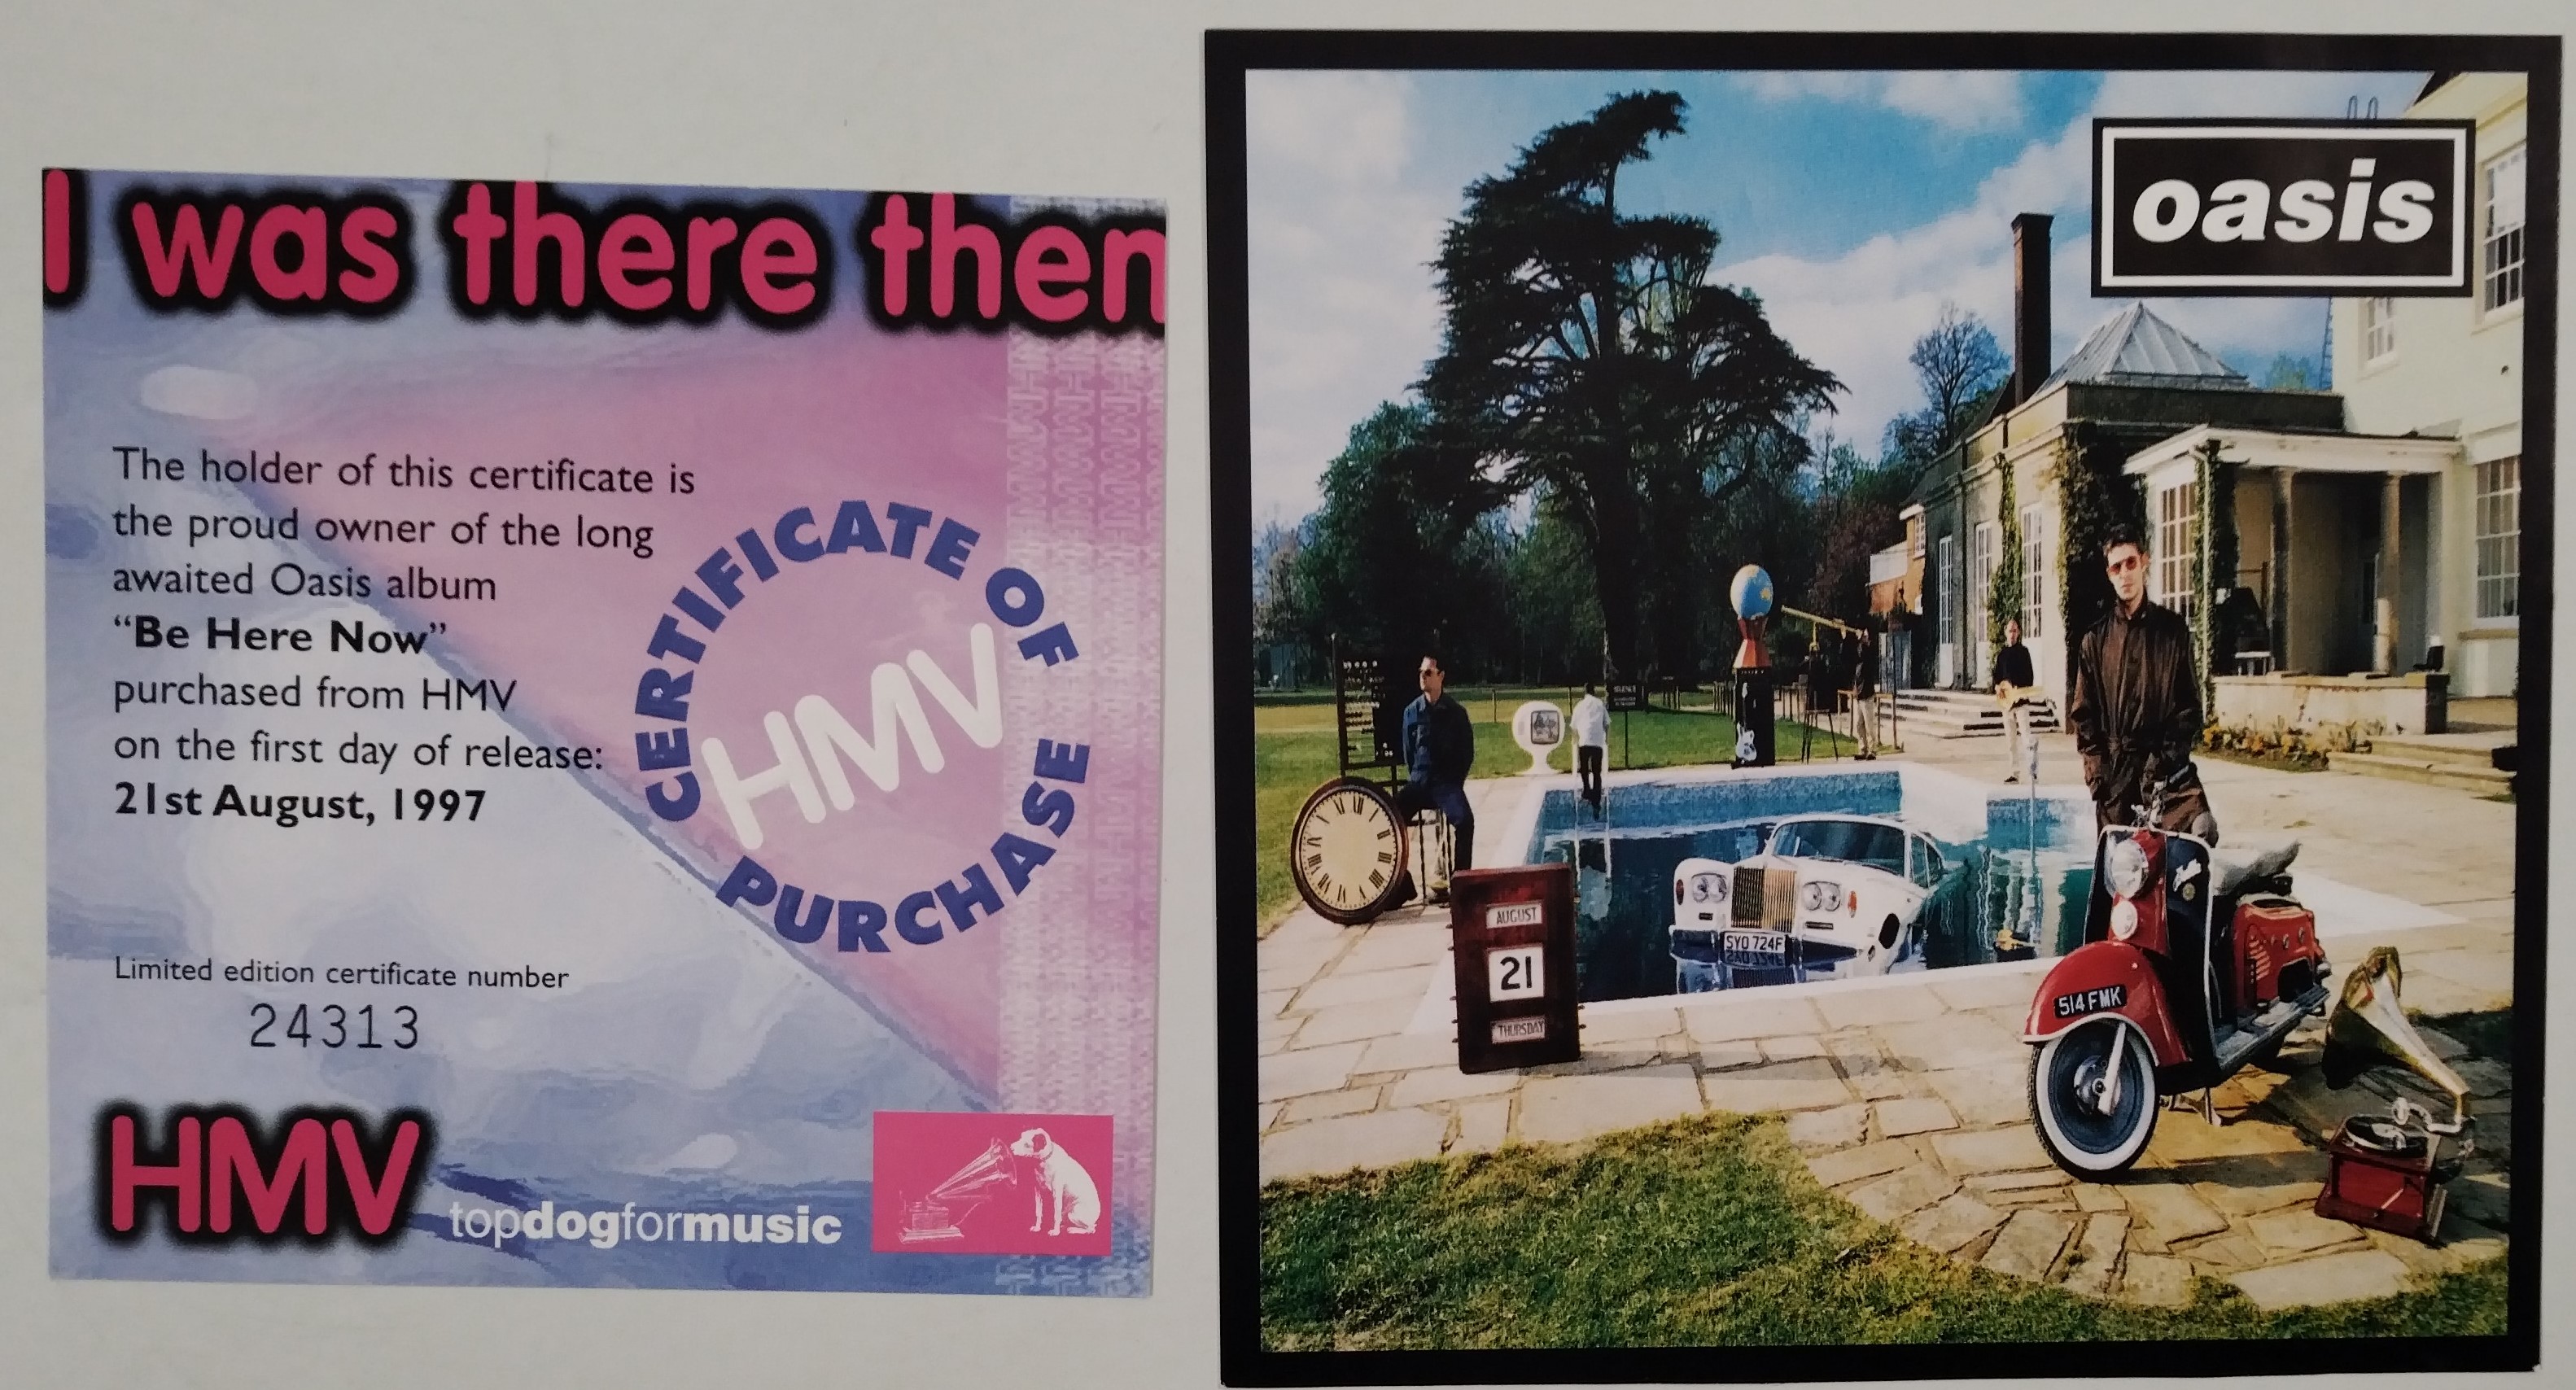 I was there then
The holder of this certificate is
the proud owner of the long
awaited Oasis album
“Be Here Now”
purchased from HMV
on the first day of release:
21st August, 1997
CERTIFICATE OF PURCHASE
HMV
Limited edition certificate number
24313
HMV
topdogformusic
oasis
AUGUST
21
THURSDAY
SYO 724F
514 FMK